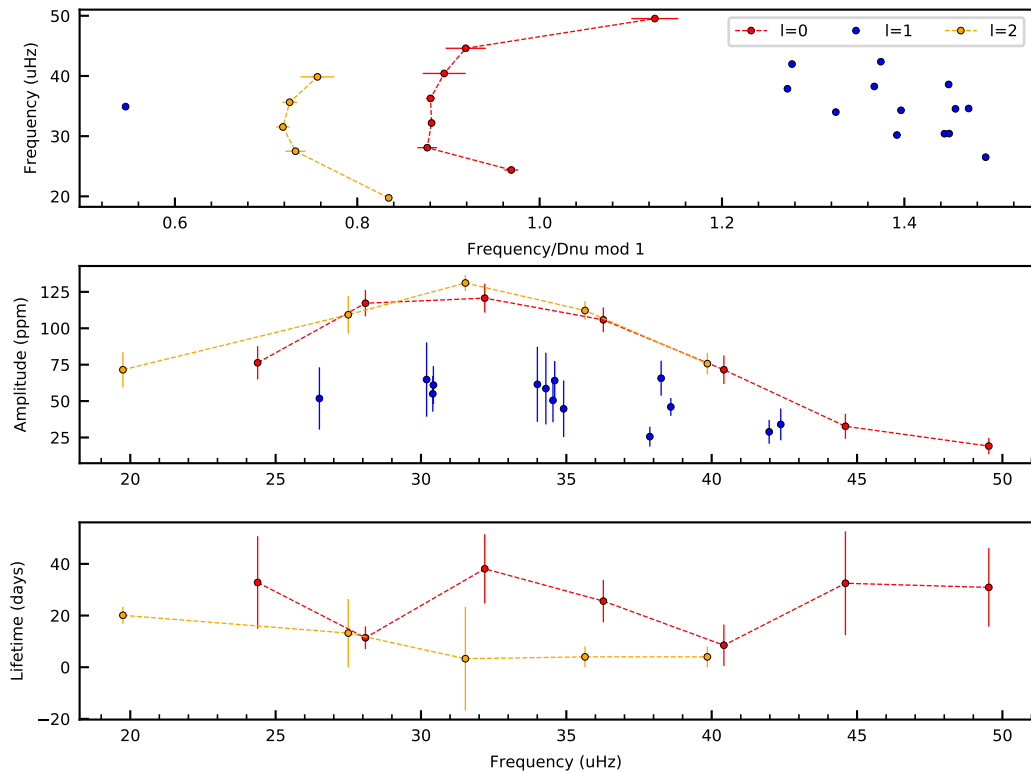 50
40
30
20
Frequency (uHz)
l=0 l=1 l=2
0.6 0.8 1.0 1.2 1.4
Frequency/Dnu mod 1
125
100
75
50
25
Amplitude (ppm)
20 25 30 35 40 45 50
40
20
0
−20
Lifetime (days)
20 25 30 35 40 45 50
Frequency (uHz)